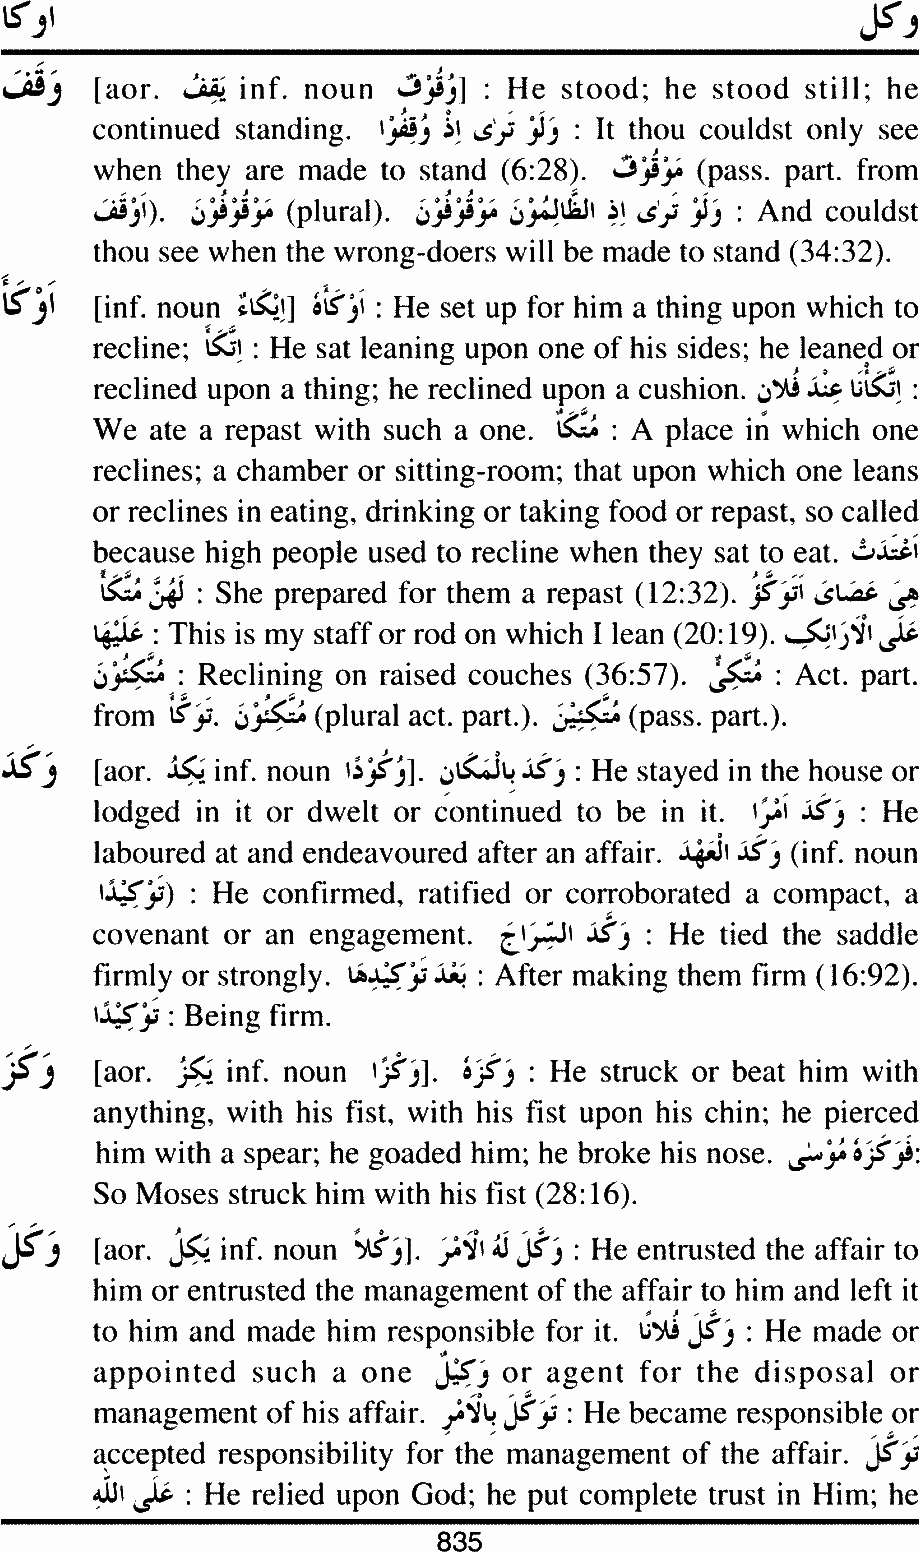 اوکا وکل
وَقَفَ [aor. يَقِفُ inf. noun وُقُوْفٌ] : He stood; he stood still; he
continued standing. وَلَوْ تَرٰى اِذْ وُقِفُوْا : It thou couldst only see
when they are made to stand (6:28). مَوْقُوْفٌ (pass. part. from
اَوْقَفَ). مَوْقُوْفُوْنَ (plural). وَلَوْ تَرٰى اِذِ الظَّالِمُوْنَ مَوْقُوْفُوْنَ : And couldst
thou see when the wrong-doers will be made to stand (34:32).
اَوْكَأَ [inf. noun اِيْكَاءً] اَوْكَأَهٗ : He set up for him a thing upon which to
recline; اِتَّكَأَ : He sat leaning upon one of his sides; he leaned or
reclined upon a thing; he reclined upon a cushion. اِتَّكَأْنَا عِنْدَ فُلَانٍ :
We ate a repast with such a one. مُتَّكَأٌ : A place in which one
reclines; a chamber or sitting-room; that upon which one leans
or reclines in eating, drinking or taking food or repast, so called
because high people used to recline when they sat to eat. اَعْتَدَتْ
لَهُنَّ مُتَّكَأً : She prepared for them a repast (12:32). هِىَ عَصَاىَ اَتَوَكَّؤُ
عَلَيْهَا : This is my staff or rod on which I lean (20:19). عَلَى الْاَرَائِكِ
مُتَّكِئُوْنَ : Reclining on raised couches (36:57). مُتَّكِئٌ : Act. part.
from تَوَكَّأَ. مُتَّكِئُوْنَ (plural act. part.). مُتَّكِئِيْنَ (pass. part.).
وَكَدَ [aor. يَكِدُ inf. noun وُكُوْدًا]. وَكَدَ بِالْمَكَانِ : He stayed in the house or
lodged in it or dwelt or continued to be in it. وَكَدَ اَمْرًا : He
laboured at and endeavoured after an affair. وَكَّدَ الْعَهْدَ (inf. noun
تَوْكِيْدًا) : He confirmed, ratified or corroborated a compact, a
covenant or an engagement. وَكَّدَ السِّرَاجَ : He tied the saddle
firmly or strongly. بَعْدَ تَوْكِيْدِهَا : After making them firm (16:92).
تَوْكِيْدًا : Being firm.
وَكَزَ [aor. يَكِزُ inf. noun وَكْزًا]. وَكَزَهٗ : He struck or beat him with
anything, with his fist, with his fist upon his chin; he pierced
him with a spear; he goaded him; he broke his nose. فَوَكَزَهٗ مُوْسٰى:
So Moses struck him with his fist (28:16).
وَكَلَ [aor. يَكِلُ inf. noun وَكْلًا]. وَكَّلَ لَهُ الْاَمْرَ : He entrusted the affair to
him or entrusted the management of the affair to him and left it
to him and made him responsible for it. وَكَّلَ فُلَانًا : He made or
appointed such a one وَكِيْلٌ or agent for the disposal or
management of his affair. تَوَكَّلَ بِالْاَمْرِ : He became responsible or
accepted responsibility for the management of the affair. تَوَكَّلَ
عَلَى اللّٰهِ : He relied upon God; he put complete trust in Him; he
835